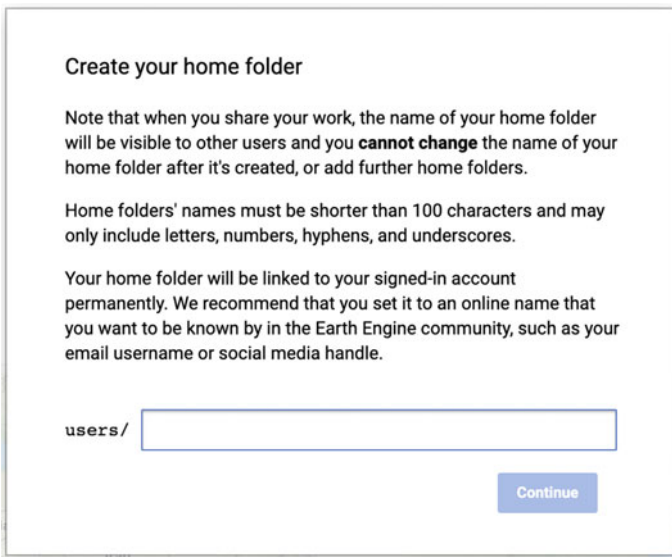 Create your home folder
Note that when you share your work, the name of your home folder
will be visible to other users and you cannot change the name of your
home folder after it's created, or add further home folders.
Home folders' names must be shorter than 100 characters and may
only include letters, numbers, hyphens, and underscores.
Your home folder will be linked to your signed-in account
permanently. We recommend that you set it to an online name that
you want to be known by in the Earth Engine community, such as your
email username or social media handle.
users/
Continue